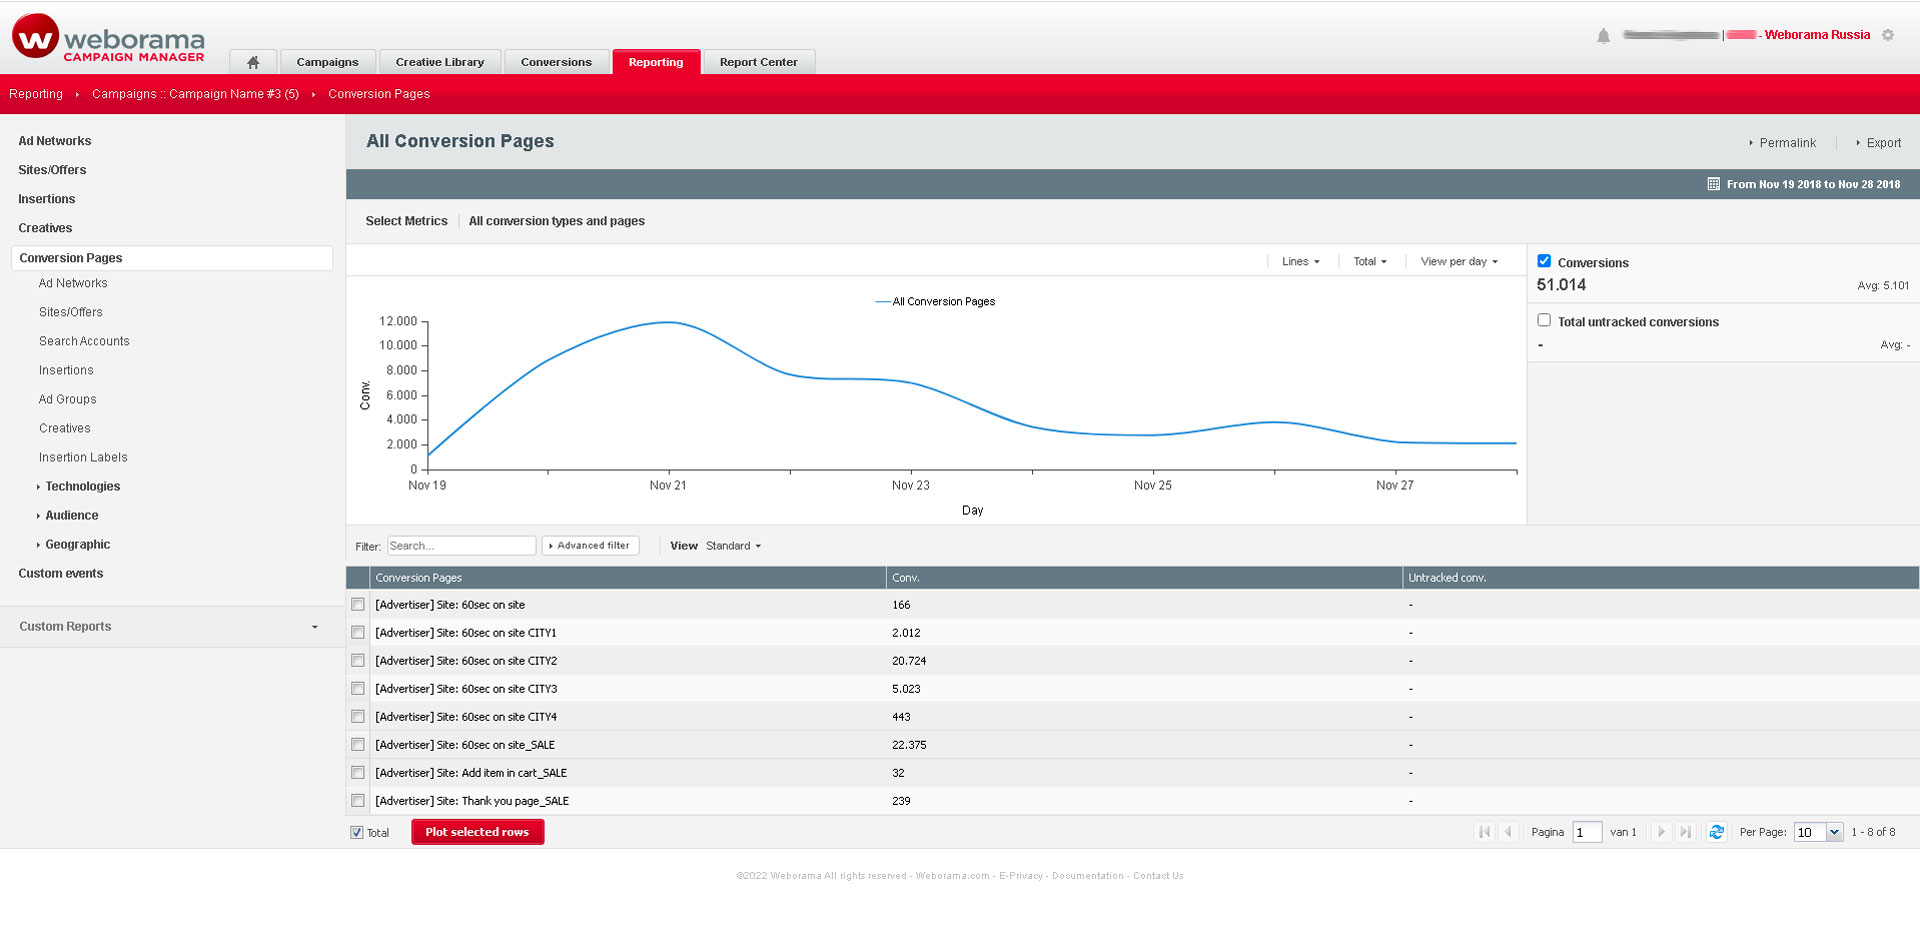 weborama
CAMPAIGN MANAGER
Campaigns
Creative Library
Conversions
Reporting
Report Center
| - Weborama Russia
Reporting
Campaigns :: Campaign Name #3 (5)
Conversion Pages
Ad Networks
Sites/Offers
Insertions
Creatives
Conversion Pages
Ad Networks
Sites/Offers
Search Accounts
Insertions
Ad Groups
Creatives
Insertion Labels
Technologies
Audience
Geographic
Custom events
Custom Reports
All Conversion Pages
Permalink
Export
From Nov 19 2018 to Nov 28 2018
Select Metrics
All conversion types and pages
Lines
Total
View per day
All Conversion Pages
12.000
10.000
8.000
6.000
4.000
2.000
0
Conv.
Nov 19
Nov 21
Nov 23
Nov 25
Nov 27
Day
Conversions
51.014 Avg: 5.101
Total untracked conversions
- Avg: -
Filter: Search... Advanced filter View Standard
Conversion Pages Conv. Untracked conv.
[Advertiser] Site: 60sec on site 166 -
[Advertiser] Site: 60sec on site CITY1 2.012 -
[Advertiser] Site: 60sec on site CITY2 20.724 -
[Advertiser] Site: 60sec on site CITY3 5.023 -
[Advertiser] Site: 60sec on site CITY4 443 -
[Advertiser] Site: 60sec on site_SALE 22.375 -
[Advertiser] Site: Add item in cart_SALE 32 -
[Advertiser] Site: Thank you page_SALE 239 -
Total Plot selected rows Pagina 1 van 1 Per Page: 10 1 - 8 of 8
©2022 Weborama All rights reserved - Weborama.com - E-Privacy - Documentation - Contact Us